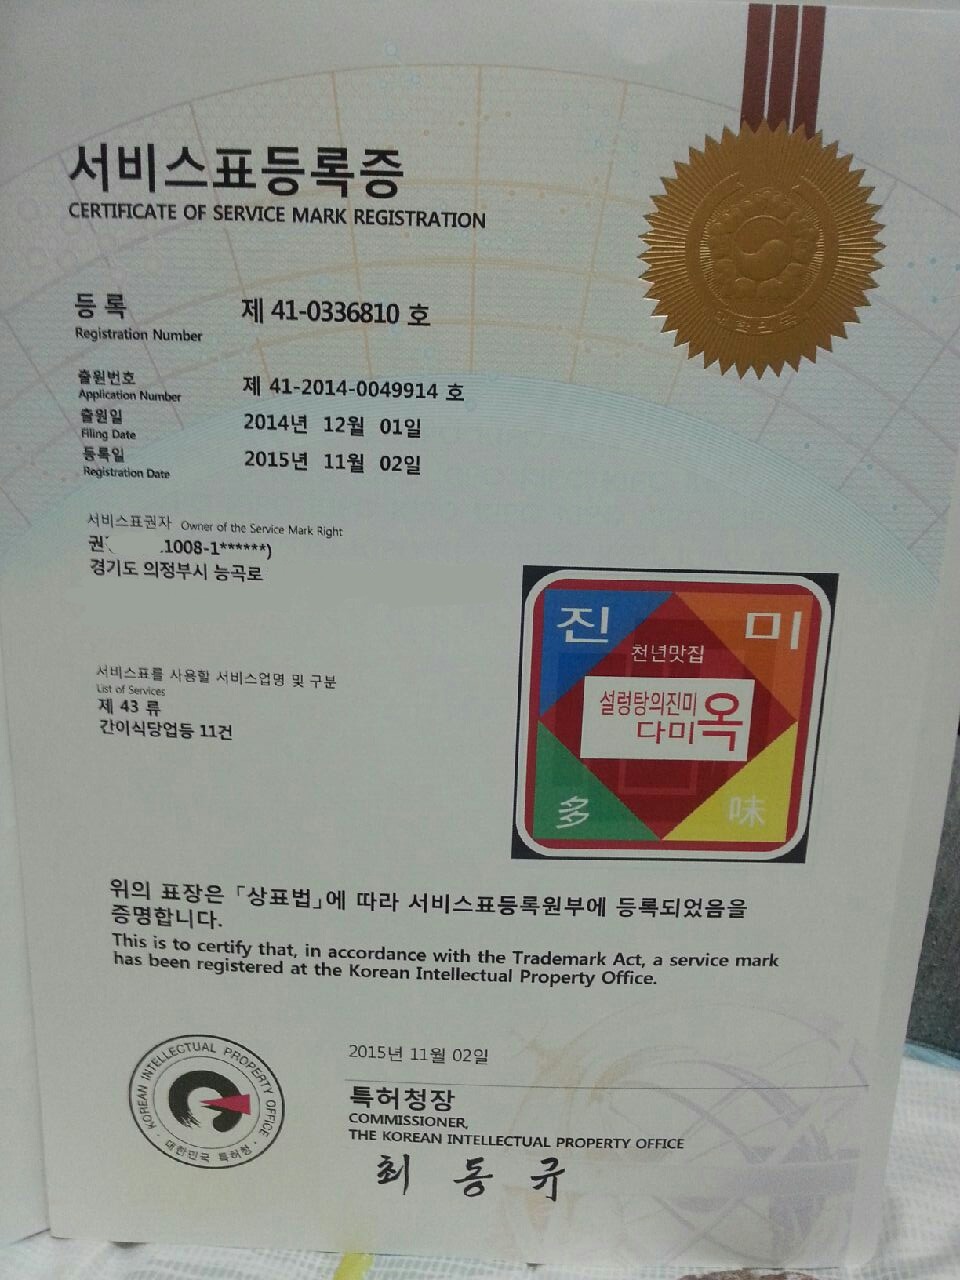 서비스표등록증
CERTIFICATE OF SERVICE MARK REGISTRATION
등록 제 41-0336810 호
Registration Number
출원번호 제 41-2014-0049914 호
Application Number
출원일 2014년 12월 01일
Filing Date
등록일 2015년 11월 02일
Registration Date
서비스표권자 Owner of the Service Mark Right
권 1008-1******)
경기도 의정부시 능곡로
서비스표를 사용할 서비스업명 및 구분
List of Services
제 43 류
간이식당업등 11건
진 미
천년맛집
설렁탕의진미
다미옥
多 味
위의 표장은 「상표법」에 따라 서비스표등록원부에 등록되었음을
증명합니다.
This is to certify that, in accordance with the Trademark Act, a service mark
has been registered at the Korean Intellectual Property Office.
2015년 11월 02일
특허청장
COMMISSIONER,
THE KOREAN INTELLECTUAL PROPERTY OFFICE
최 동 규
KOREAN INTELLECTUAL PROPERTY OFFICE
대한민국 특허청